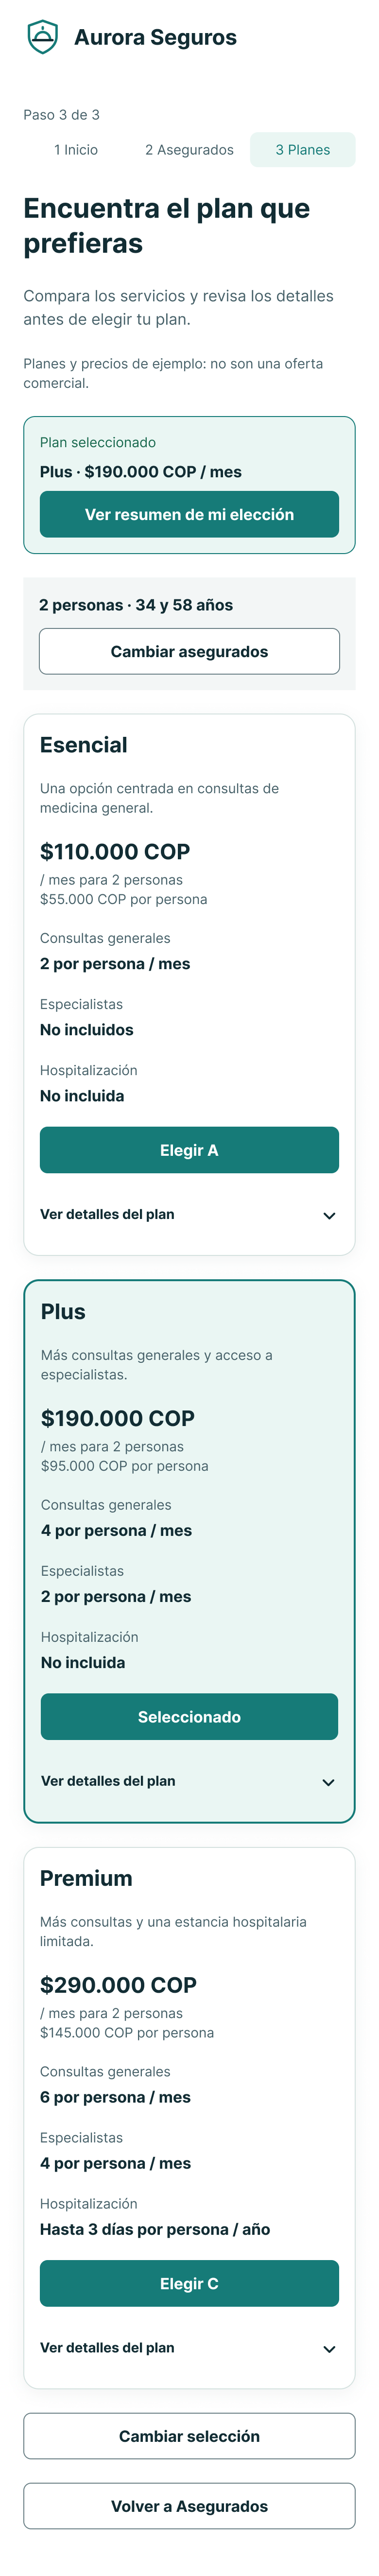 Aurora Seguros
Paso 3 de 3
1 Inicio
2 Asegurados
3 Planes
Encuentra el plan que
prefieras
Compara los servicios y revisa los detalles
antes de elegir tu plan.
Planes y precios de ejemplo: no son una oferta
comercial.
Plan seleccionado
Plus · $190.000 COP / mes
Ver resumen de mi elección
2 personas · 34 y 58 años
Cambiar asegurados
Esencial
Una opción centrada en consultas de
medicina general.
$110.000 COP
/ mes para 2 personas
$55.000 COP por persona
Consultas generales
2 por persona / mes
Especialistas
No incluidos
Hospitalización
No incluida
Elegir A
Ver detalles del plan
Plus
Más consultas generales y acceso a
especialistas.
$190.000 COP
/ mes para 2 personas
$95.000 COP por persona
Consultas generales
4 por persona / mes
Especialistas
2 por persona / mes
Hospitalización
No incluida
Seleccionado
Ver detalles del plan
Premium
Más consultas y una estancia hospitalaria
limitada.
$290.000 COP
/ mes para 2 personas
$145.000 COP por persona
Consultas generales
6 por persona / mes
Especialistas
4 por persona / mes
Hospitalización
Hasta 3 días por persona / año
Elegir C
Ver detalles del plan
Cambiar selección
Volver a Asegurados